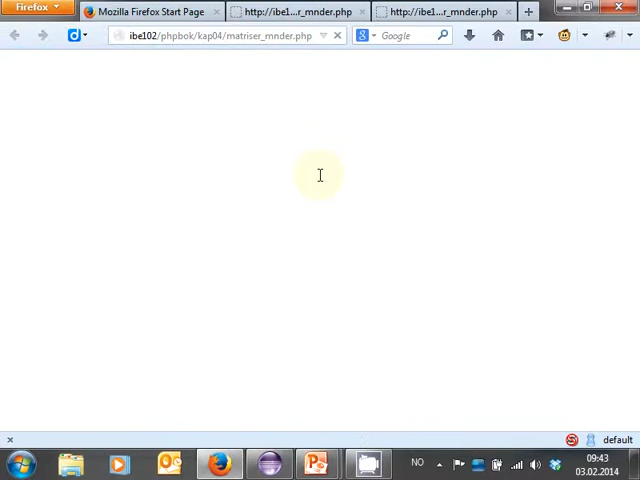 Firefox
Mozilla Firefox Start Page
http://ibe1...r_mnder.php
http://ibe1...r_mnder.php
ibe102/phpbok/kap04/matriser_mnder.php
Google
default
NO
09:43
03.02.2014